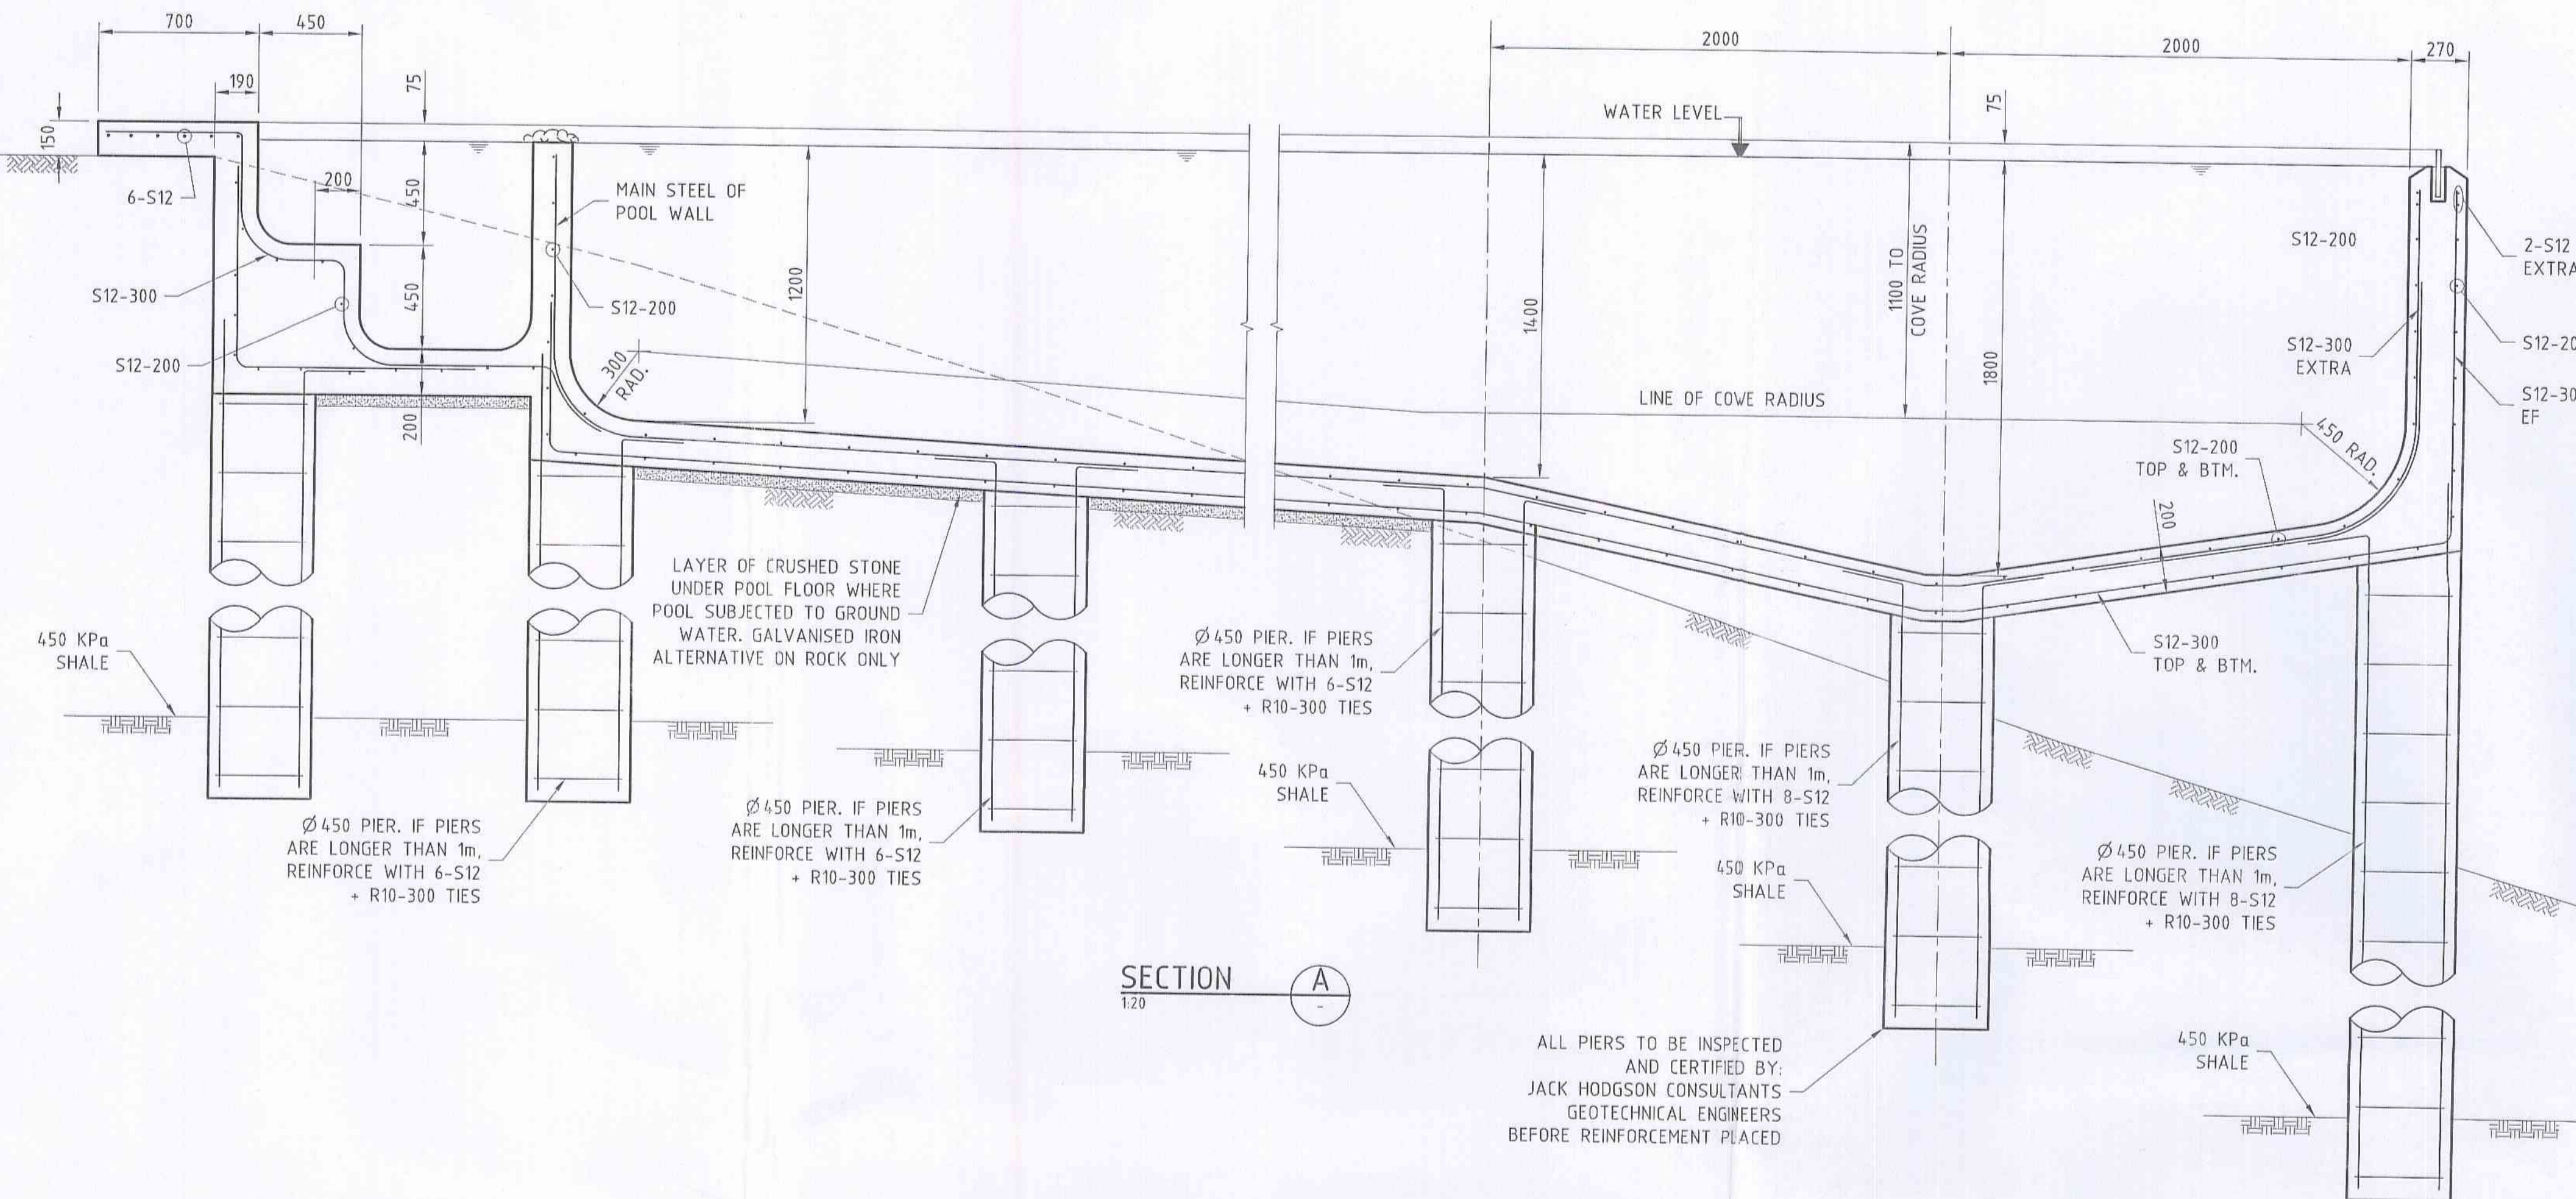 700
450
190
75
150
6-S12
200
450
MAIN STEEL OF
POOL WALL
S12-300
S12-200
450
S12-200
200
300
RAD.
1200
2000
2000
270
WATER LEVEL
75
1400
1100 TO
COVE RADIUS
1800
LINE OF COWE RADIUS
S12-200
2-S12
EXTRA
S12-300
EXTRA
S12-20
S12-30
EF
450 RAD.
S12-200
TOP & BTM.
200
S12-300
TOP & BTM.
LAYER OF CRUSHED STONE
UNDER POOL FLOOR WHERE
POOL SUBJECTED TO GROUND
WATER. GALVANISED IRON
ALTERNATIVE ON ROCK ONLY
450 KPa
SHALE
Ø450 PIER. IF PIERS
ARE LONGER THAN 1m,
REINFORCE WITH 6-S12
+ R10-300 TIES
Ø450 PIER. IF PIERS
ARE LONGER THAN 1m,
REINFORCE WITH 6-S12
+ R10-300 TIES
Ø450 PIER. IF PIERS
ARE LONGER THAN 1m,
REINFORCE WITH 6-S12
+ R10-300 TIES
450 KPa
SHALE
Ø450 PIER. IF PIERS
ARE LONGER THAN 1m,
REINFORCE WITH 8-S12
+ R10-300 TIES
450 KPa
SHALE
Ø450 PIER. IF PIERS
ARE LONGER THAN 1m,
REINFORCE WITH 8-S12
+ R10-300 TIES
SECTION
1:20
A
-
ALL PIERS TO BE INSPECTED
AND CERTIFIED BY:
JACK HODGSON CONSULTANTS
GEOTECHNICAL ENGINEERS
BEFORE REINFORCEMENT PLACED
450 KPa
SHALE